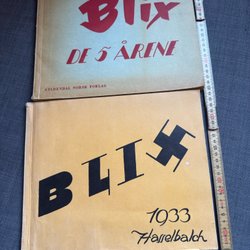 Blix
DE 5 ÅRENE
GYLDENDAL NORSK FORLAG
BLIX
1933
Hasselbalch